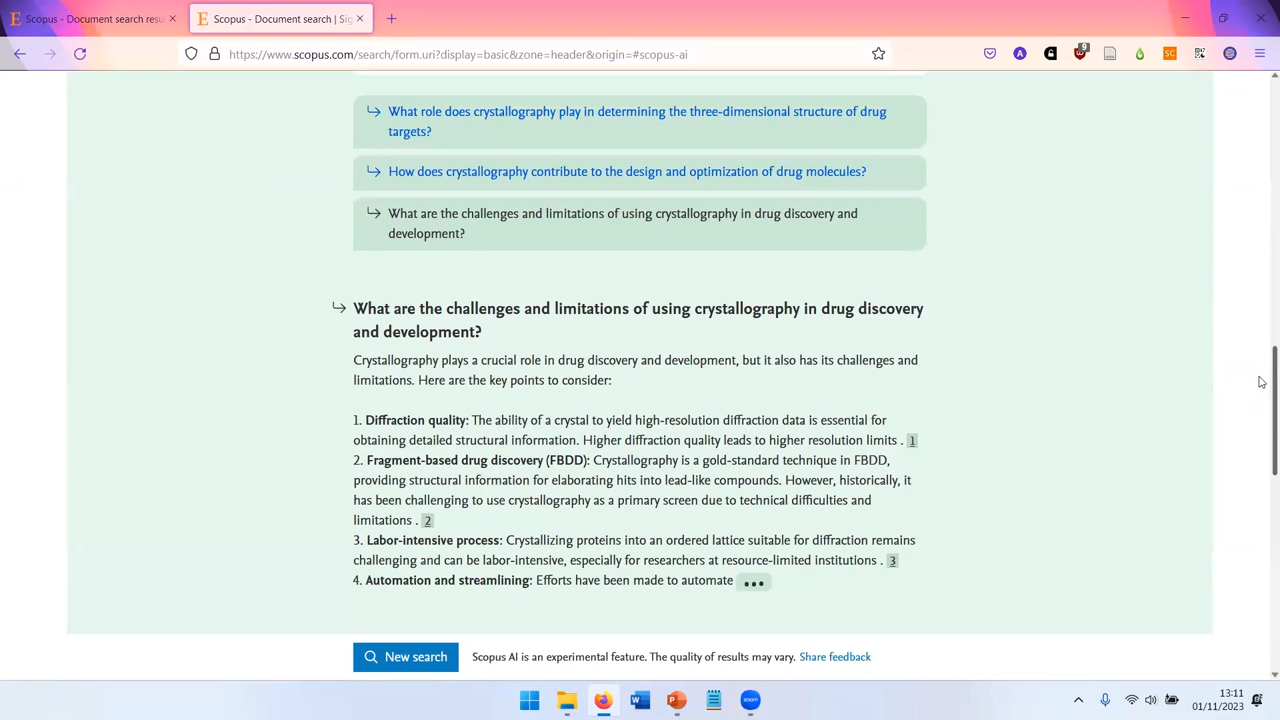 Scopus - Document search resu
Scopus - Document search | Sig
https://www.scopus.com/search/form.uri?display=basic&zone=header&origin=#scopus-ai
9
A
SC
What role does crystallography play in determining the three-dimensional structure of drug
targets?
How does crystallography contribute to the design and optimization of drug molecules?
What are the challenges and limitations of using crystallography in drug discovery and
development?
What are the challenges and limitations of using crystallography in drug discovery
and development?
Crystallography plays a crucial role in drug discovery and development, but it also has its challenges and
limitations. Here are the key points to consider:
1. Diffraction quality: The ability of a crystal to yield high-resolution diffraction data is essential for
obtaining detailed structural information. Higher diffraction quality leads to higher resolution limits . 1
2. Fragment-based drug discovery (FBDD): Crystallography is a gold-standard technique in FBDD,
providing structural information for elaborating hits into lead-like compounds. However, historically, it
has been challenging to use crystallography as a primary screen due to technical difficulties and
limitations . 2
3. Labor-intensive process: Crystallizing proteins into an ordered lattice suitable for diffraction remains
challenging and can be labor-intensive, especially for researchers at resource-limited institutions . 3
4. Automation and streamlining: Efforts have been made to automate •••
New search
Scopus AI is an experimental feature. The quality of results may vary. Share feedback
W
P
zoom
13:11
01/11/2023